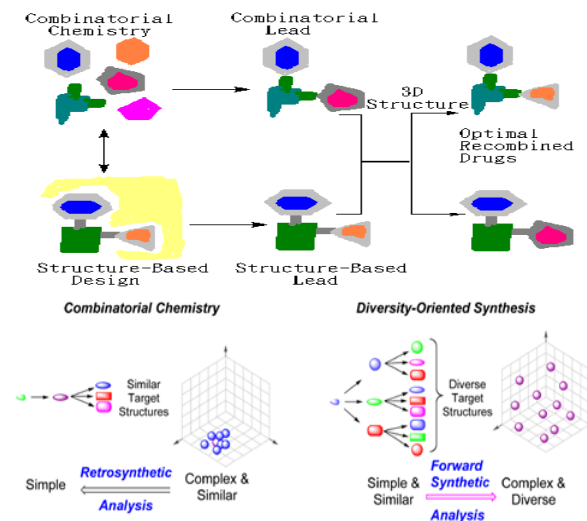 Combinatorial
Chemistry
Combinatorial
Lead
3D
Structure
Optimal
Recombined
Drugs
Structure-Based
Design
Structure-Based
Lead
Combinatorial Chemistry
Similar
Target
Structures
Simple
Retrosynthetic
Analysis
Complex &
Similar
Diversity-Oriented Synthesis
Diverse
Target
Structures
Simple &
Similar
Forward
Synthetic
Analysis
Complex &
Diverse